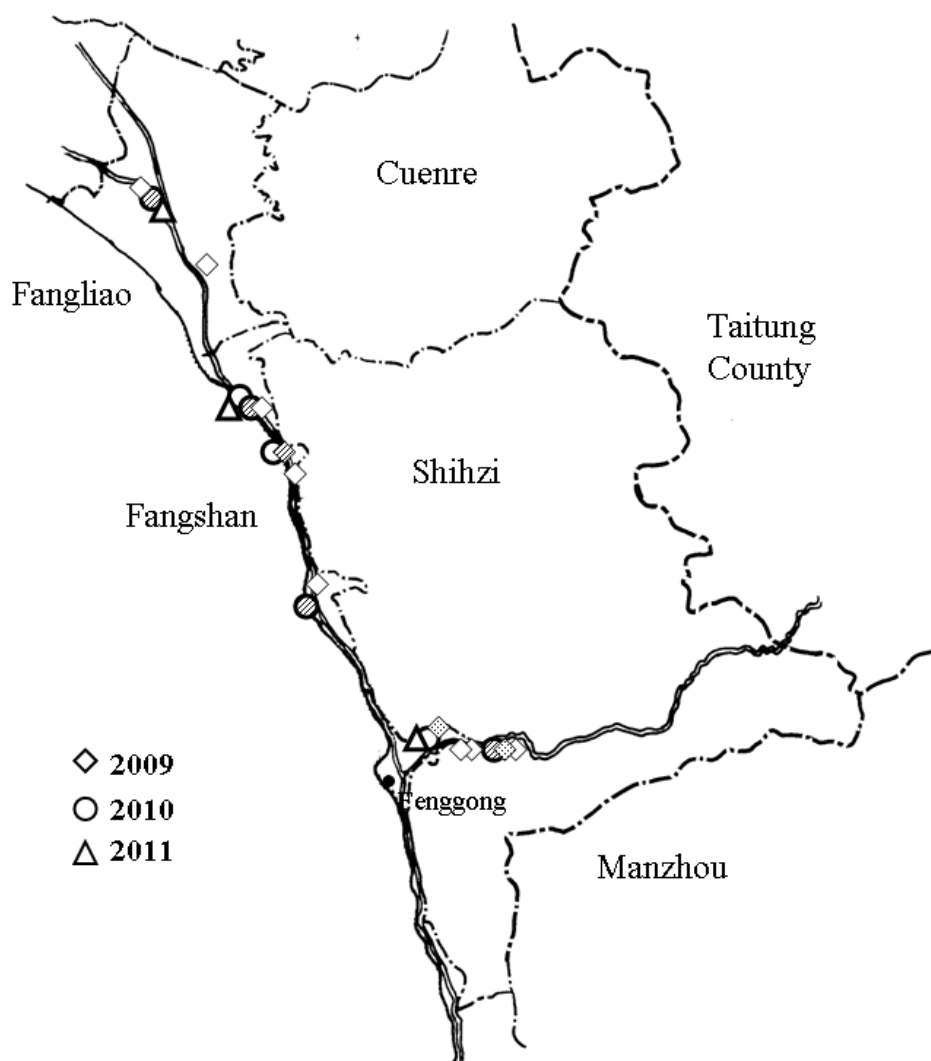 Cuenre
Fangliao
Taitung
County
Shihzi
Fangshan
2009
2010
2011
Fenggong
Manzhou